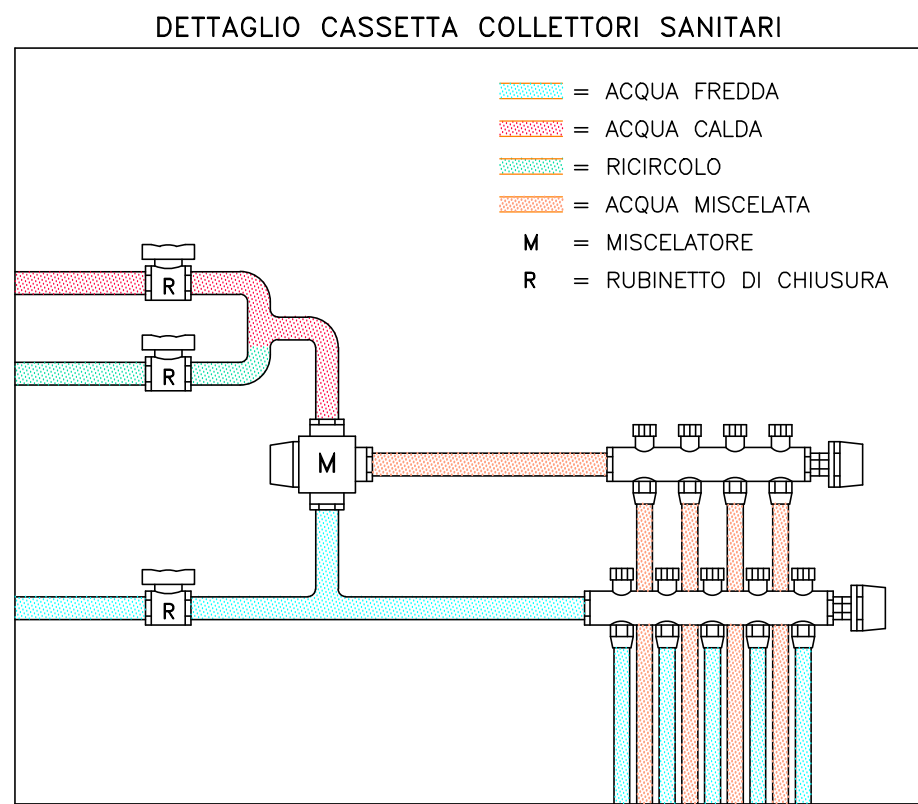 DETTAGLIO CASSETTA COLLETTORI SANITARI
= ACQUA FREDDA
= ACQUA CALDA
= RICIRCOLO
= ACQUA MISCELATA
M = MISCELATORE
R = RUBINETTO DI CHIUSURA
R
R
M
R